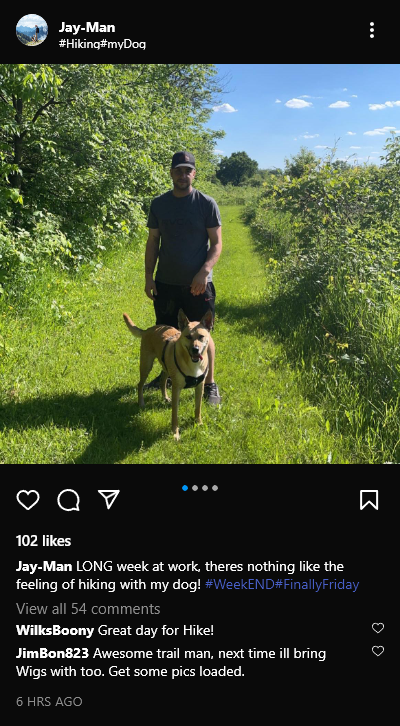 Jay-Man
#Hiking#myDog
102 likes
Jay-Man LONG week at work, theres nothing like the
feeling of hiking with my dog! #WeekEND#FinallyFriday
View all 54 comments
WilksBoony Great day for Hike!
JimBon823 Awesome trail man, next time ill bring
Wigs with too. Get some pics loaded.
6 HRS AGO